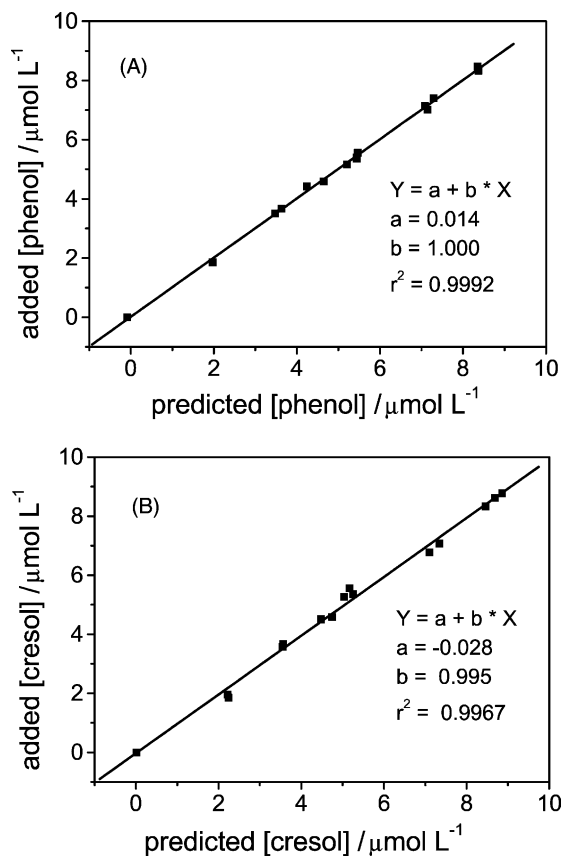 10
(A)
8
6
4
2
0
added [phenol] /μmol L⁻¹
Y = a + b * X
a = 0.014
b = 1.000
r² = 0.9992
0 2 4 6 8 10
predicted [phenol] /μmol L⁻¹
10
(B)
8
6
4
2
0
added [cresol] /μmol L⁻¹
Y = a + b * X
a = -0.028
b = 0.995
r² = 0.9967
0 2 4 6 8 10
predicted [cresol] /μmol L⁻¹